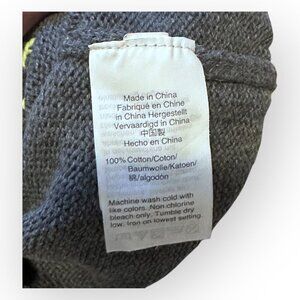 Made in China
Fabriqué en Chine
in China Hergestellt
Vervaardigd in China
中国製
Hecho en China
100% Cotton/Coton/
Baumwolle/Katoen/
綿/algodón
Machine wash cold with
like colors. Non chlorine
bleach only. Tumble dry
low. Iron on lowest setting.